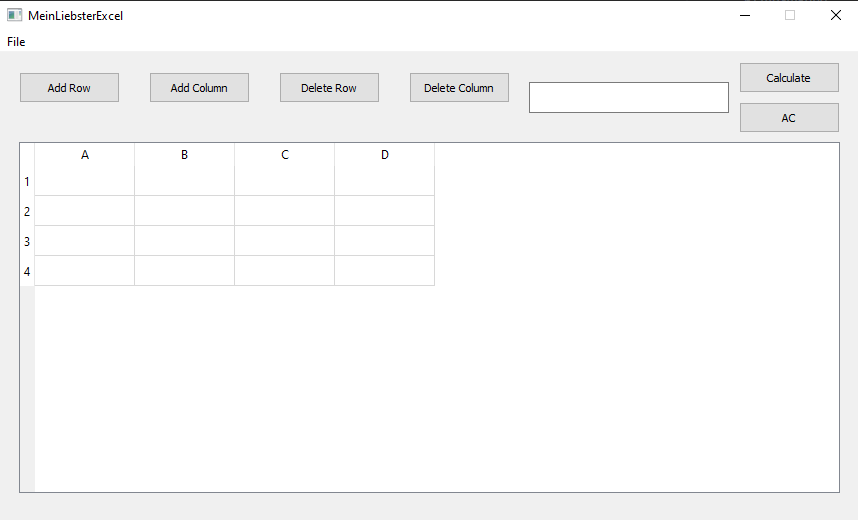 MeinLiebsterExcel
File
Add Row Add Column Delete Row Delete Column Calculate
AC
A B C D
1
2
3
4